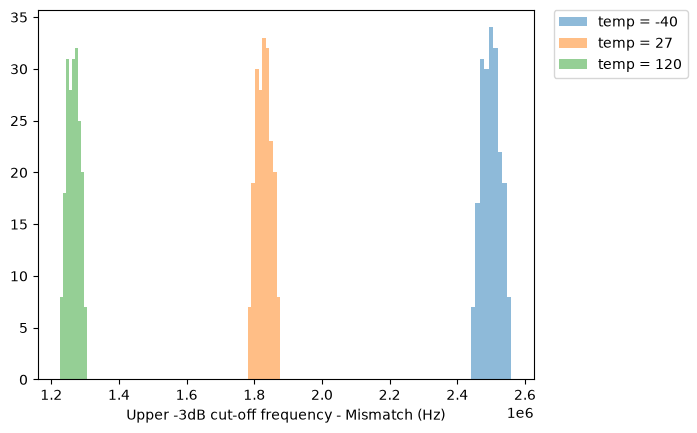 temp = -40
temp = 27
temp = 120
35
30
25
20
15
10
5
0
1.2 1.4 1.6 1.8 2.0 2.2 2.4 2.6
1e6
Upper -3dB cut-off frequency - Mismatch (Hz)